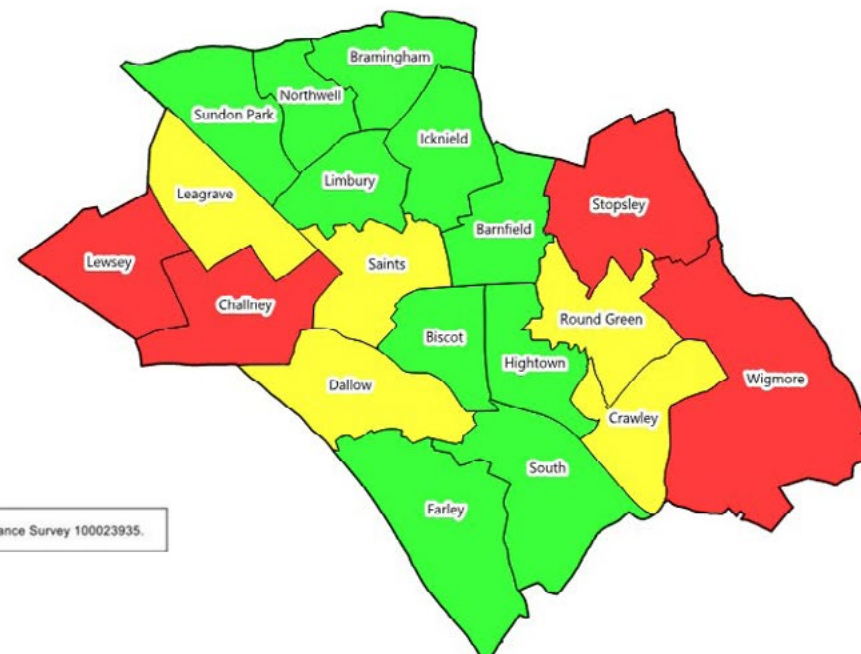 Bramingham
Northwell
Sundon Park
Icknield
Limbury
Leagrave
Stopsley
Barnfield
Lewsey
Saints
Challney
Round Green
Biscot
Hightown
Wigmore
Dallow
Crawley
South
Farley
ance Survey 100023935.